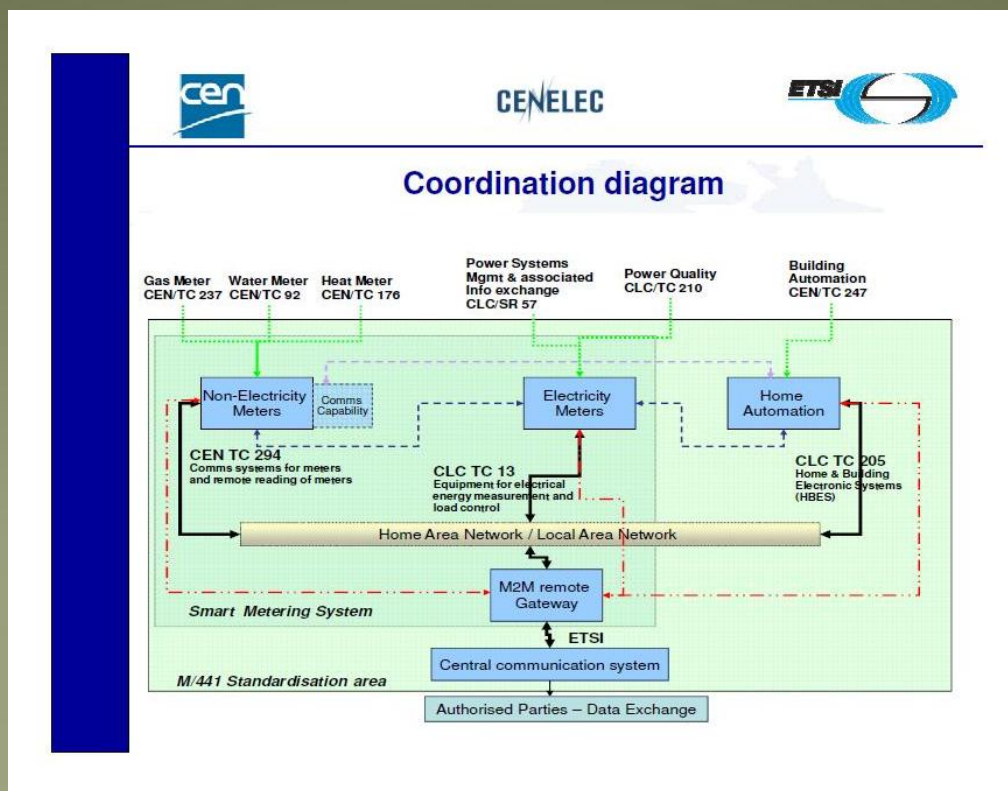 cen
CENELEC
ETSI
Coordination diagram
Gas Meter
CEN/TC 237
Water Meter
CEN/TC 92
Heat Meter
CEN/TC 176
Power Systems
Mgmt & associated
Info exchange
CLC/SR 57
Power Quality
CLC/TC 210
Building
Automation
CEN/TC 247
Non-Electricity
Meters
Comms
Capability
Electricity
Meters
Home
Automation
CEN TC 294
Comms systems for meters
and remote reading of meters
CLC TC 13
Equipment for electrical
energy measurement and
load control
CLC TC 205
Home & Building
Electronic Systems
(HBES)
Home Area Network / Local Area Network
M2M remote
Gateway
Smart Metering System
ETSI
Central communication system
M/441 Standardisation area
Authorised Parties – Data Exchange